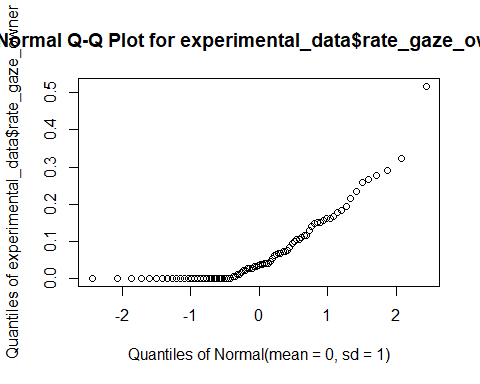 Normal Q-Q Plot for experimental_data$rate_gaze_ow
Quantiles of experimental_data$rate_gaze_owner
0.5
0.4
0.3
0.2
0.1
0.0
-2 -1 0 1 2
Quantiles of Normal(mean = 0, sd = 1)